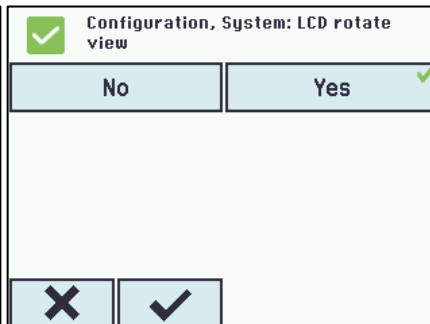 Configuration, System: LCD rotate
view
No Yes